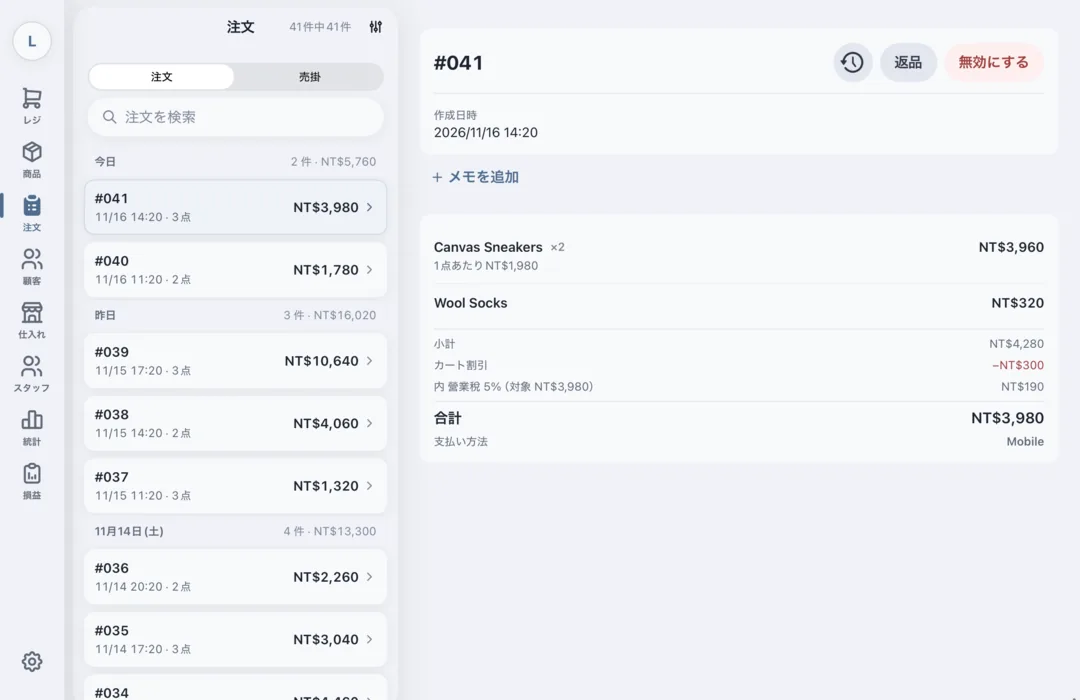 L
レジ
商品
注文
顧客
仕入れ
スタッフ
統計
損益
注文
41件中41件
注文
売掛
注文を検索
今日
2 件 · NT$5,760
#041
11/16 14:20 · 3点
NT$3,980
#040
11/16 11:20 · 2点
NT$1,780
昨日
3 件 · NT$16,020
#039
11/15 17:20 · 3点
NT$10,640
#038
11/15 14:20 · 2点
NT$4,060
#037
11/15 11:20 · 3点
NT$1,320
11月14日(土)
4 件 · NT$13,300
#036
11/14 20:20 · 2点
NT$2,260
#035
11/14 17:20 · 3点
NT$3,040
#034
#041
返品
無効にする
作成日時
2026/11/16 14:20
+ メモを追加
Canvas Sneakers ×2
NT$3,960
1点あたり NT$1,980
Wool Socks
NT$320
小計
NT$4,280
カート割引
−NT$300
内 營業稅 5% (対象 NT$3,980)
NT$190
合計
NT$3,980
支払い方法
Mobile